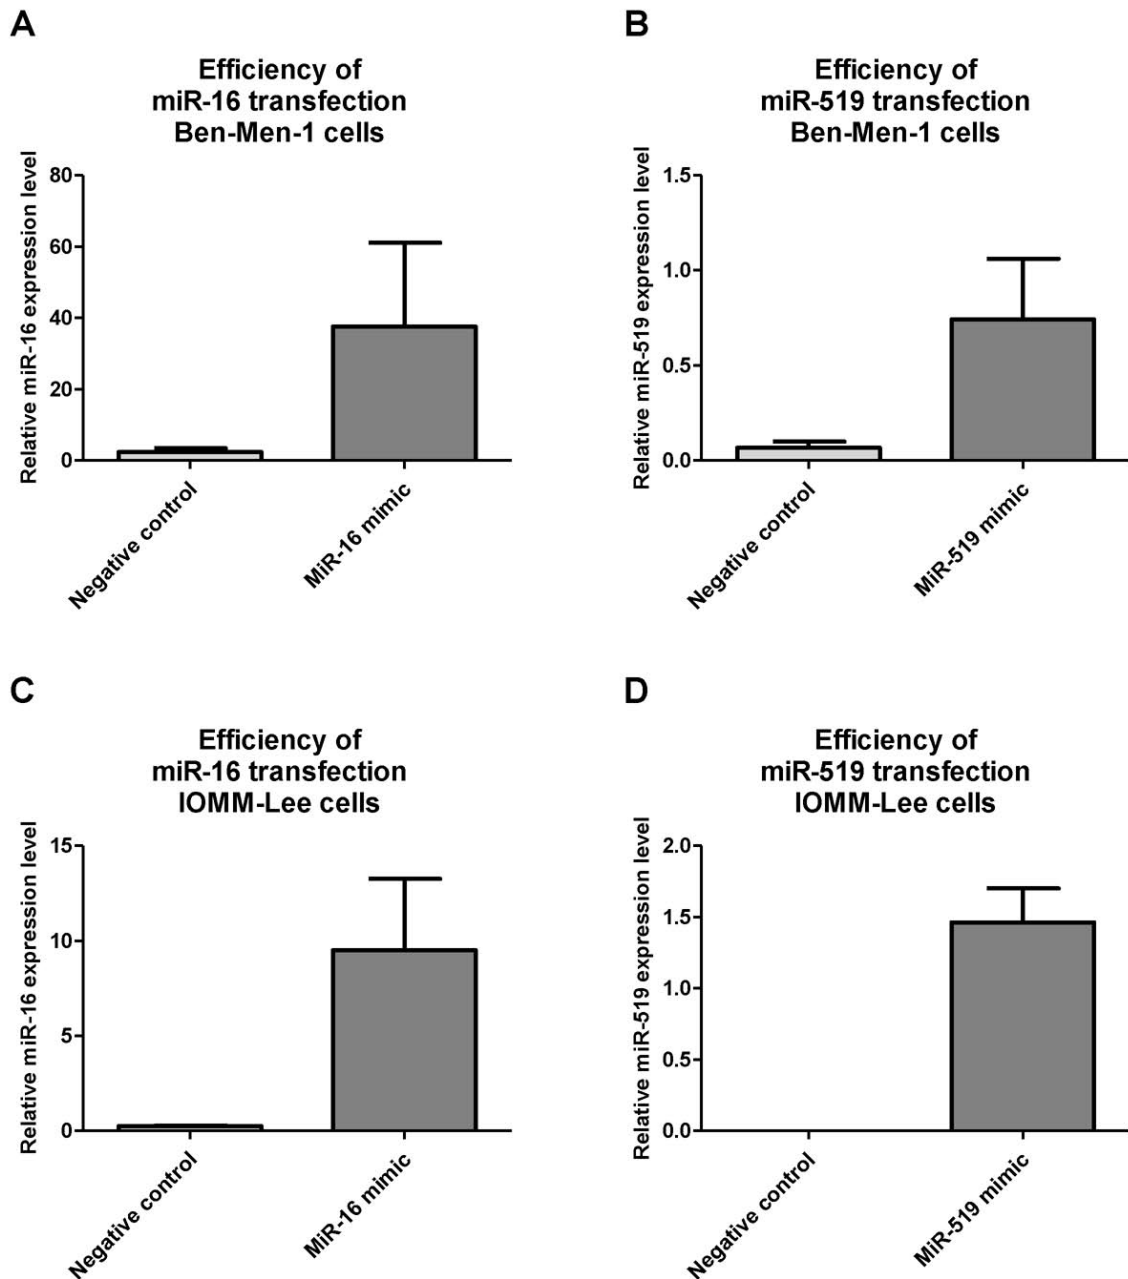 A
Efficiency of
miR-16 transfection
Ben-Men-1 cells
Relative miR-16 expression level
80
60
40
20
0
Negative control
MiR-16 mimic
B
Efficiency of
miR-519 transfection
Ben-Men-1 cells
Relative miR-519 expression level
1.5
1.0
0.5
0.0
Negative control
MiR-519 mimic
C
Efficiency of
miR-16 transfection
IOMM-Lee cells
Relative miR-16 expression level
15
10
5
0
Negative control
MiR-16 mimic
D
Efficiency of
miR-519 transfection
IOMM-Lee cells
Relative miR-519 expression level
2.0
1.5
1.0
0.5
0.0
Negative control
MiR-519 mimic